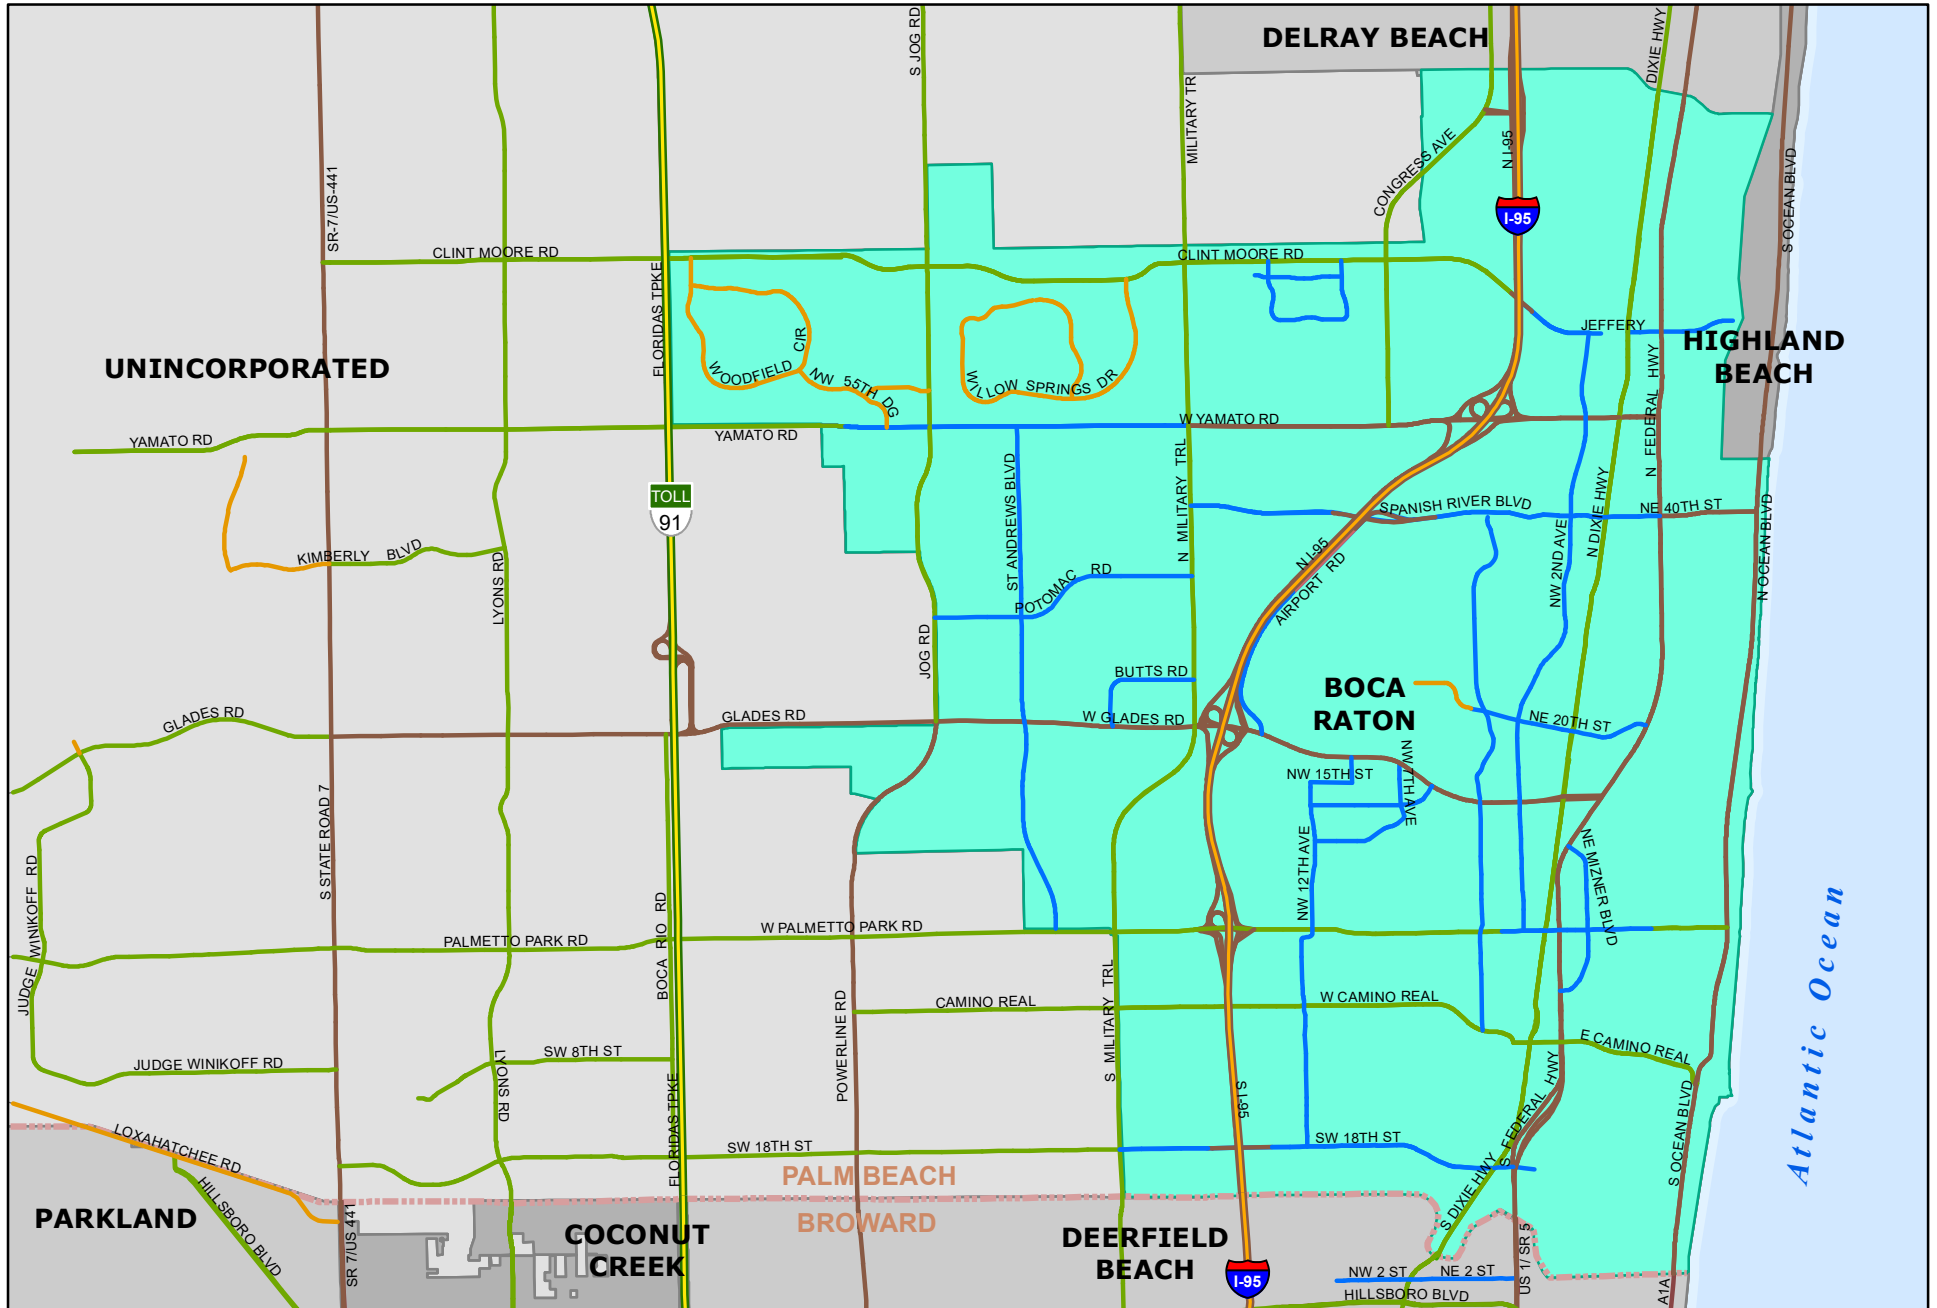 DELRAY BEACH
S JOG RD
MILITARY TR
CONGRESS AVE
N I-95
I-95
DIXIE HWY
S OCEAN BLVD
SR-7/US-441
CLINT MOORE RD
CLINT MOORE RD
FLORIDAS TPKE
WOODFIELD CIR
NW 55TH DG
WILLOW SPRINGS DR
JEFFERY
HIGHLAND
BEACH
UNINCORPORATED
N FEDERAL HWY
YAMATO RD
YAMATO RD
W YAMATO RD
TOLL
91
ST ANDREWS BLVD
N MILITARY TRL
SPANISH RIVER BLVD
NE 40TH ST
N DIXIE HWY
NW 2ND AVE
N OCEAN BLVD
KIMBERLY BLVD
LYONS RD
POTOMAC RD
N I-95
AIRPORT RD
JOG RD
BUTTS RD
BOCA
RATON
GLADES RD
GLADES RD
W GLADES RD
NE 20TH ST
NW 15TH ST
NW 7TH AVE
S STATE ROAD 7
NW 12TH AVE
NE MIZNER BLVD
JUDGE WINIKOFF RD
BOCA RIO RD
PALMETTO PARK RD
W PALMETTO PARK RD
POWERLINE RD
CAMINO REAL
W CAMINO REAL
E CAMINO REAL
S MILITARY TRL
Atlantic Ocean
JUDGE WINIKOFF RD
SW 8TH ST
LYONS RD
FLORIDAS TPKE
S I-95
S FEDERAL HWY
S OCEAN BLVD
LOXAHATCHEE RD
SW 18TH ST
SW 18TH ST
PALM BEACH
BROWARD
S DIXIE HWY
PARKLAND
HILLSBORO BLVD
SR 7/US 441
COCONUT
CREEK
DEERFIELD
BEACH
I-95
NW 2 ST
NE 2 ST
HILLSBORO BLVD
US 1/ SR 5
A1A